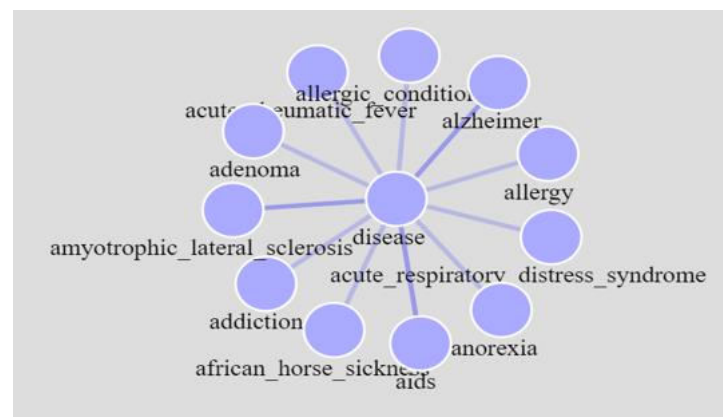 allergic_condition
acute_rheumatic_fever
alzheimer
adenoma
allergy
disease
amyotrophic_lateral_sclerosis
acute_respiratory_distress_syndrome
addiction
anorexia
african_horse_sickness
aids